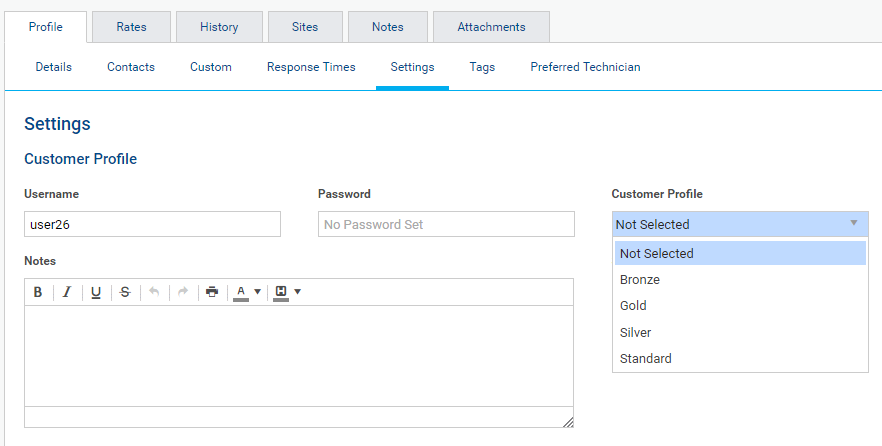 Profile Rates History Sites Notes Attachments
Details Contacts Custom Response Times Settings Tags Preferred Technician
Settings
Customer Profile
Username Password Customer Profile
user26 No Password Set Not Selected
Not Selected
Bronze
Gold
Silver
Standard
Notes
B I U S A H